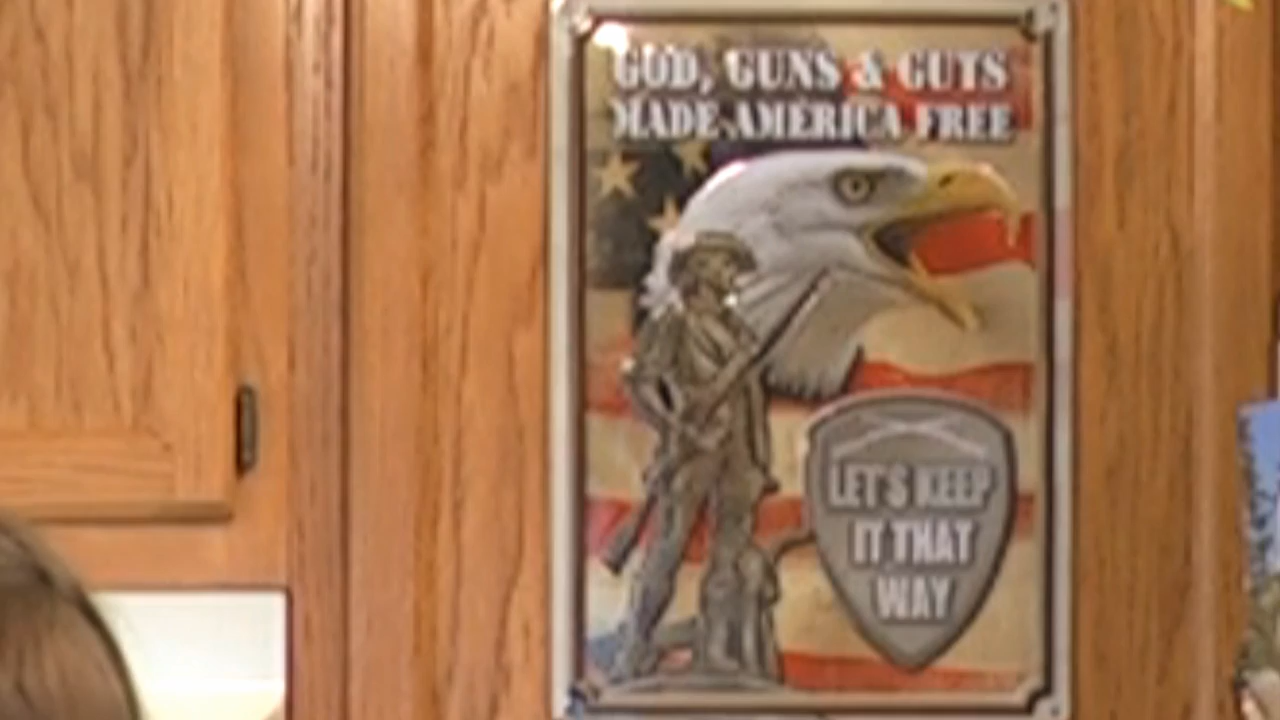 GOD, GUNS & GUTS
MADE AMERICA FREE
LET'S KEEP
IT THAT
WAY